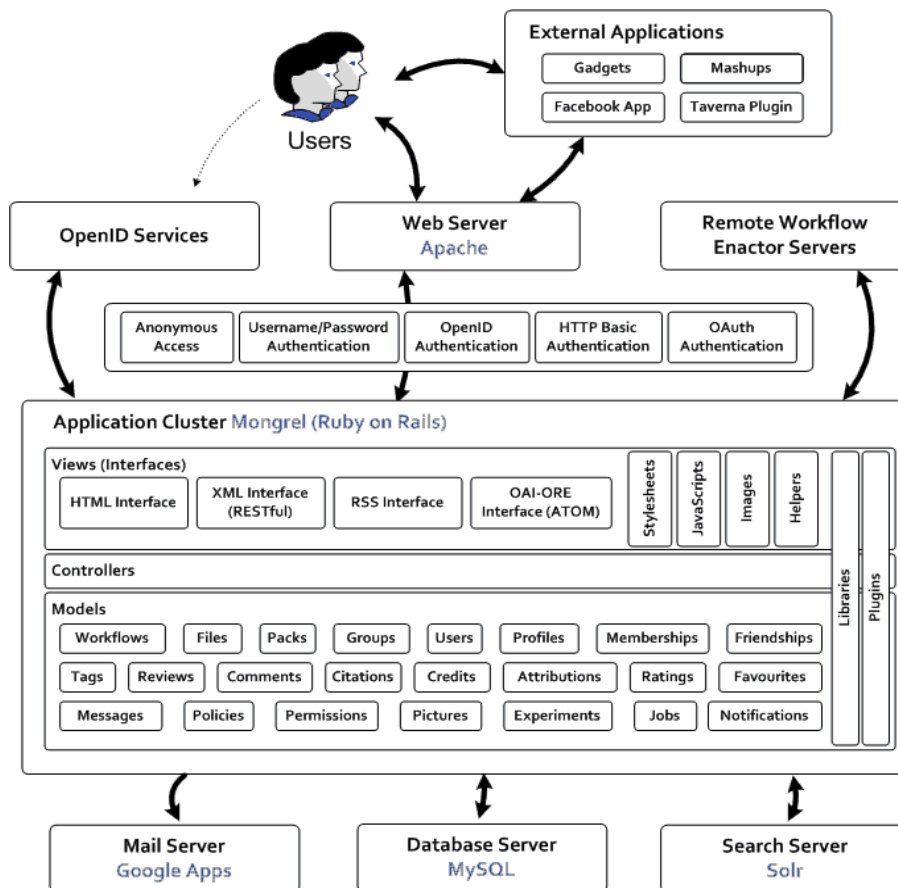 External Applications
Gadgets
Mashups
Facebook App
Taverna Plugin
Users
OpenID Services
Web Server
Apache
Remote Workflow
Enactor Servers
Anonymous
Access
Username/Password
Authentication
OpenID
Authentication
HTTP Basic
Authentication
OAuth
Authentication
Application Cluster Mongrel (Ruby on Rails)
Views (Interfaces)
HTML Interface
XML Interface
(RESTful)
RSS Interface
OAI-ORE
Interface (ATOM)
Stylesheets
JavaScripts
Images
Helpers
Libraries
Plugins
Controllers
Models
Workflows
Files
Packs
Groups
Users
Profiles
Memberships
Friendships
Tags
Reviews
Comments
Citations
Credits
Attributions
Ratings
Favourites
Messages
Policies
Permissions
Pictures
Experiments
Jobs
Notifications
Mail Server
Google Apps
Database Server
MySQL
Search Server
Solr